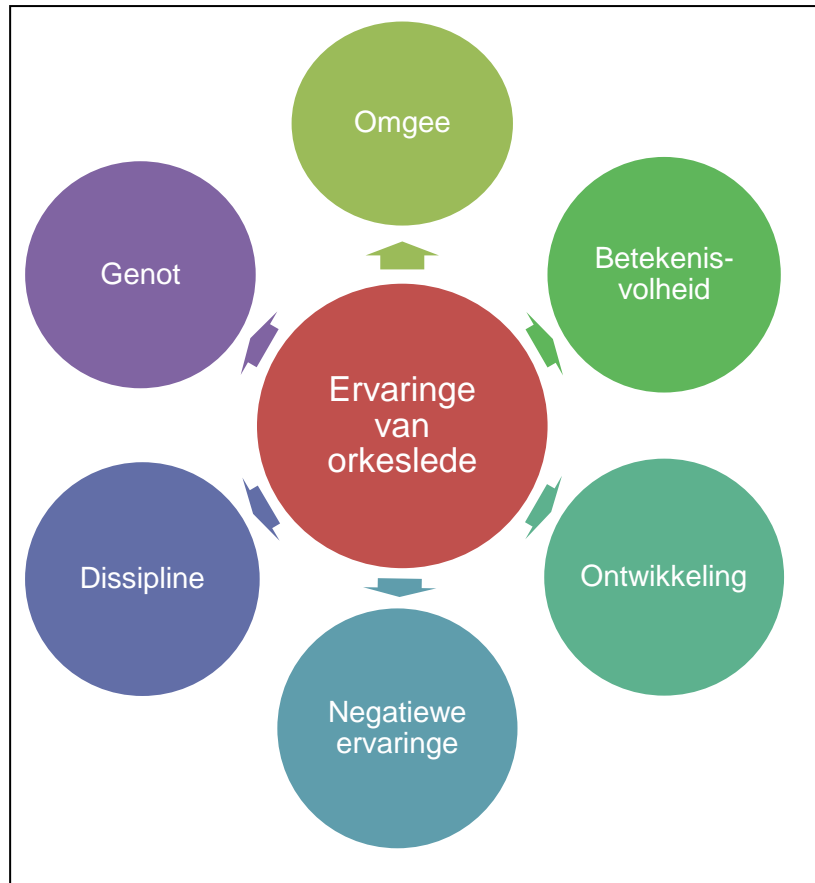 Omgee
Betekenis-
volheid
Genot
Ervaringe
van
orkeslede
Dissipline
Ontwikkeling
Negatiewe
ervaringe